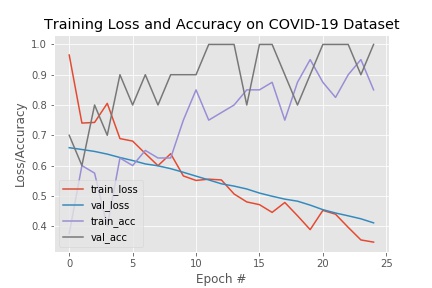 Training Loss and Accuracy on COVID-19 Dataset
1.0
0.9
0.8
0.7
0.6
0.5
0.4
Loss/Accuracy
train_loss
val_loss
train_acc
val_acc
0
5
10
15
20
25
Epoch #